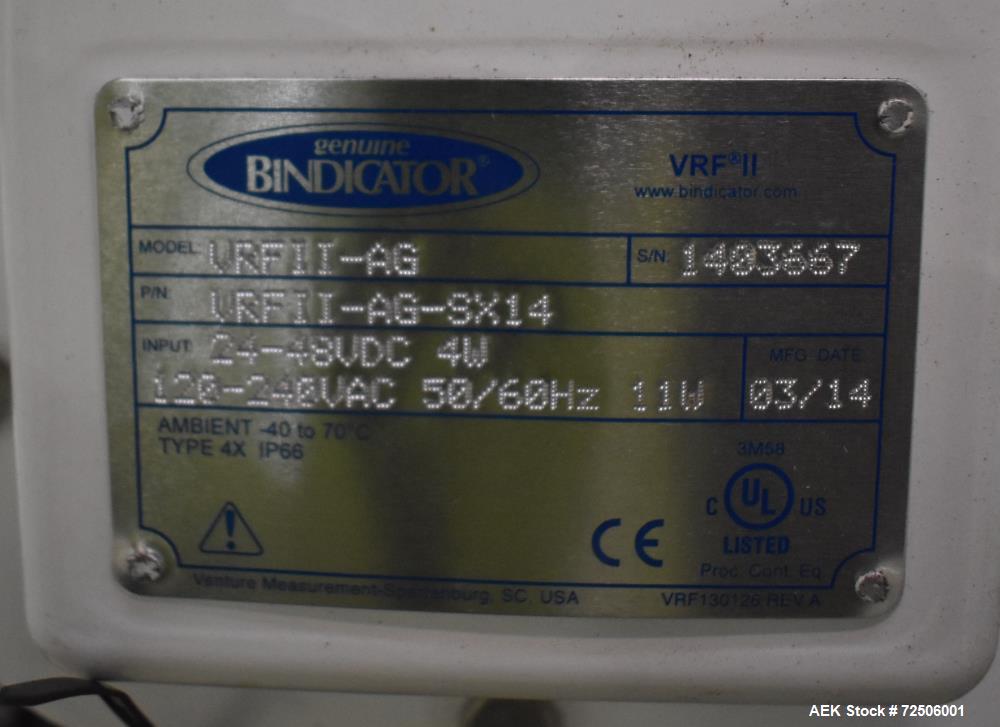 genuine
BINDICATOR®
VRF®II
www.bindicator.com
MODEL: VRFII-AG
S/N: 1403667
P/N: VRFII-AG-SX14
INPUT: 24-48VDC 4W
120-240VAC 50/60Hz 11W
MFG DATE
03/14
AMBIENT -40 to 70°C
TYPE 4X IP66
3M58
C UL US
LISTED
Proc. Cont. Eq.
CE
Venture Measurement-Spartanburg, SC, USA
VRF130126 REV A
AEK Stock # 72506001